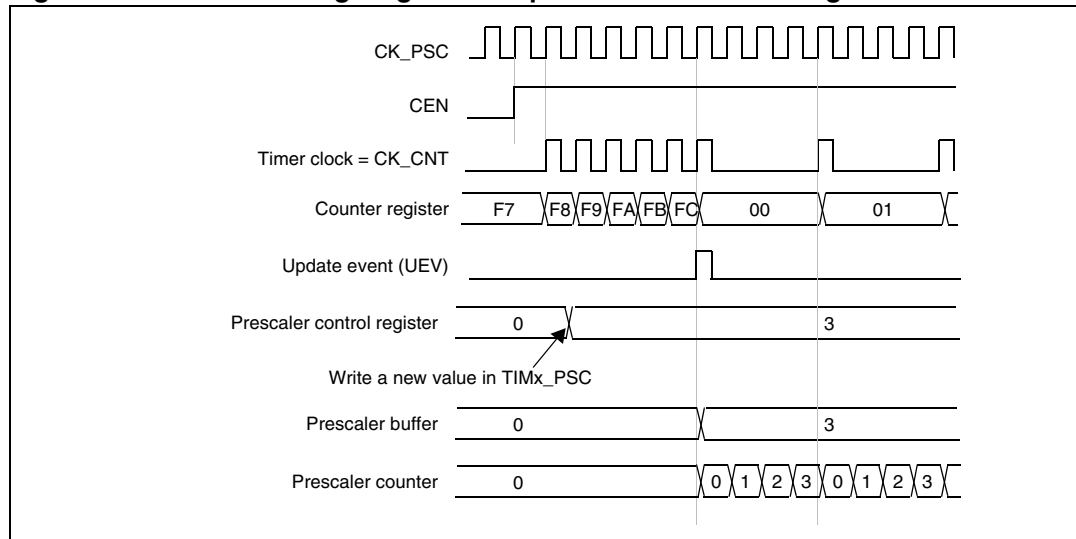 CK_PSC
CEN
Timer clock = CK_CNT
Counter register F7 F8 F9 FA FB FC 00 01
Update event (UEV)
Prescaler control register 0 3
Write a new value in TIMx_PSC
Prescaler buffer 0 3
Prescaler counter 0 0 1 2 3 0 1 2 3